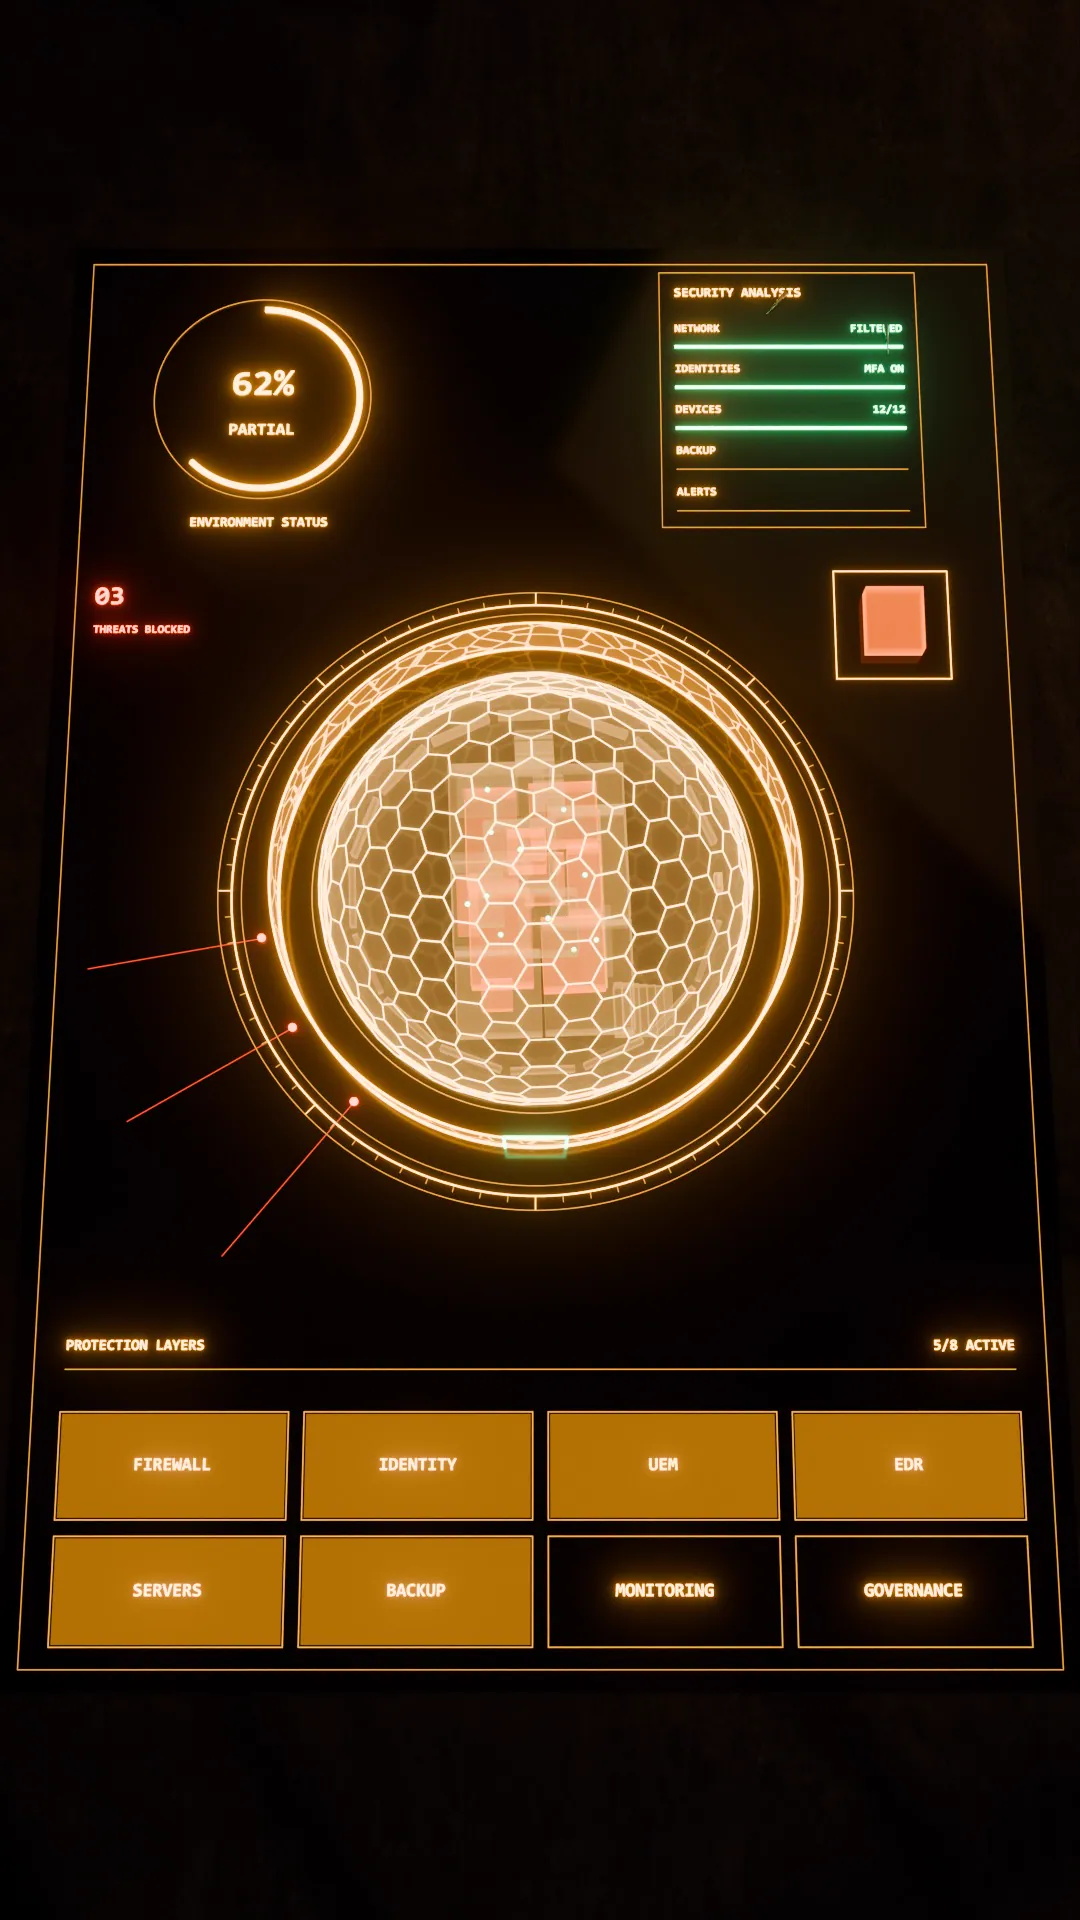 SECURITY ANALYSIS
NETWORK FILTERED
IDENTITIES MFA ON
DEVICES 12/12
BACKUP
ALERTS
62%
PARTIAL
ENVIRONMENT STATUS
03
THREATS BLOCKED
PROTECTION LAYERS 5/8 ACTIVE
FIREWALL IDENTITY UEM EDR
SERVERS BACKUP MONITORING GOVERNANCE